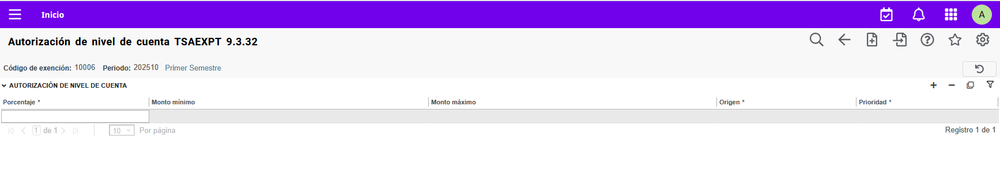 Inicio
A
Autorización de nivel de cuenta TSAEXPT 9.3.32
Código de exención: 10006 Periodo: 202510 Primer Semestre
AUTORIZACIÓN DE NIVEL DE CUENTA
Porcentaje * Monto mínimo Monto máximo Origen * Prioridad *
1 de 1 10 Por página Registro 1 de 1